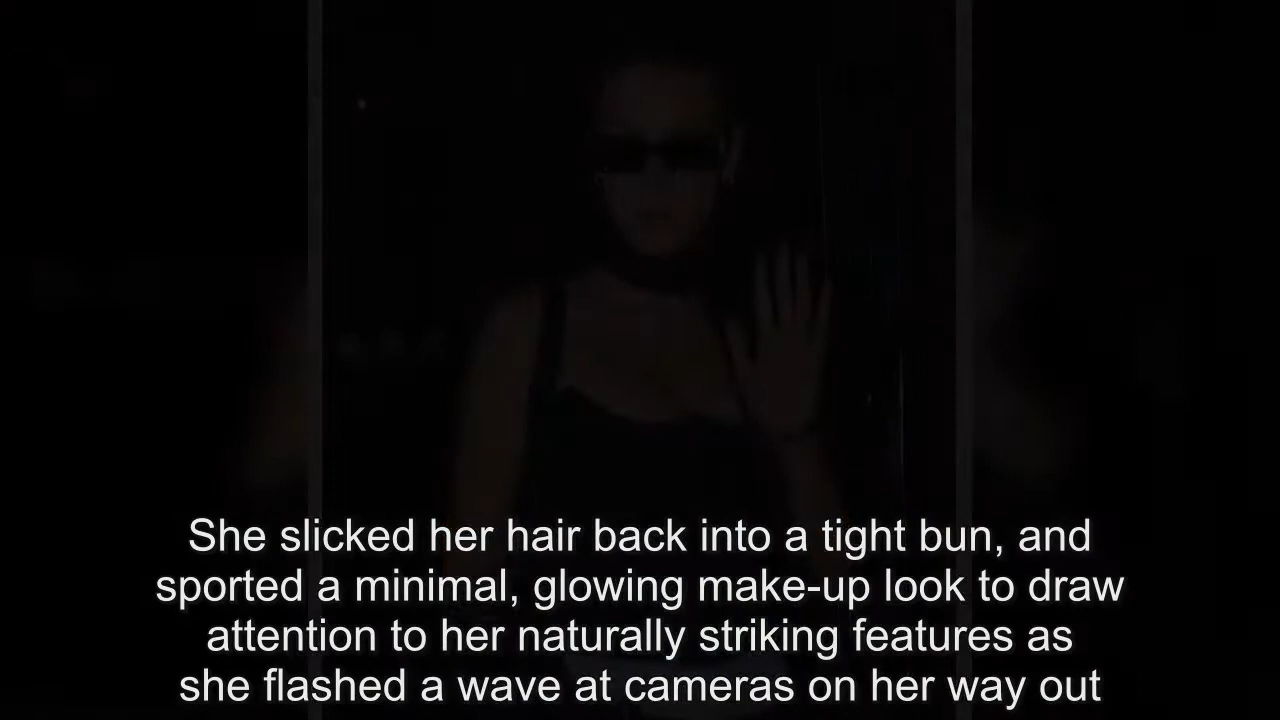 She slicked her hair back into a tight bun, and
sported a minimal, glowing make-up look to draw
attention to her naturally striking features as
she flashed a wave at cameras on her way out